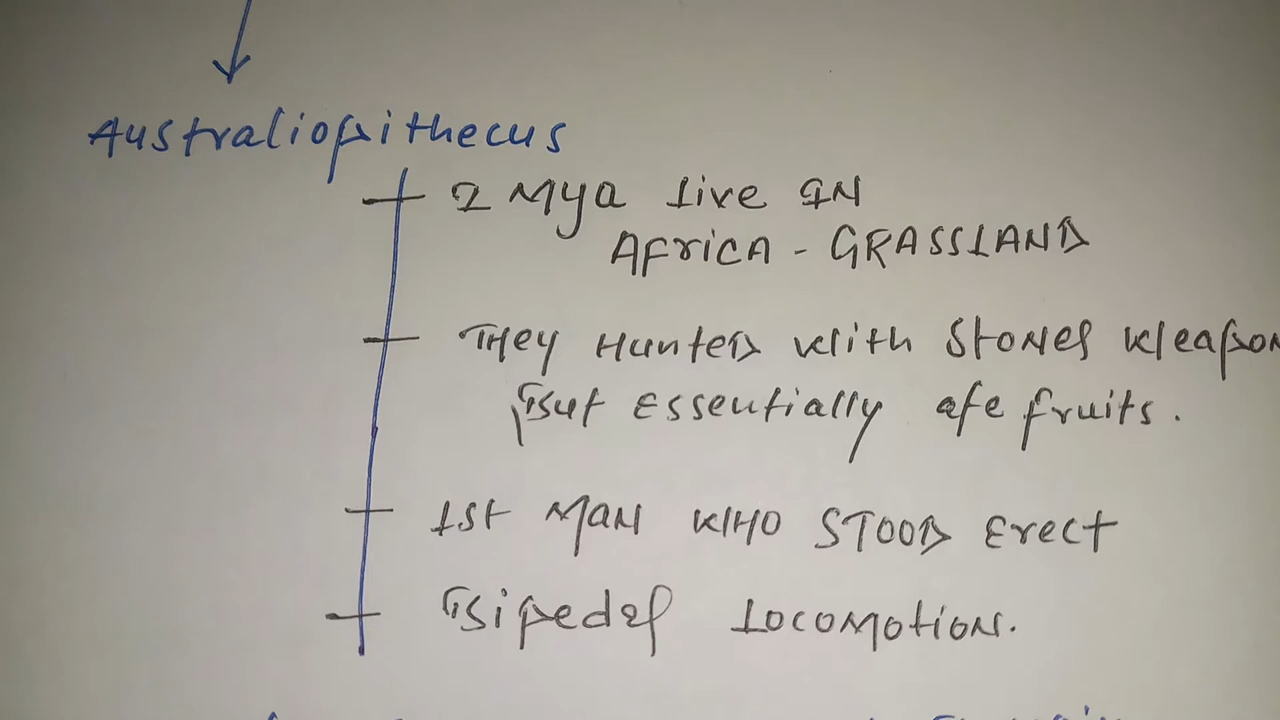 Australiopithecus
2 Mya Live IN
AFRICA - GRASSLAND
They Hunted with Stones weapon
But Essentially ate fruits.
1st MAN WHO STOOD Erect
Bipedal Locomotion.